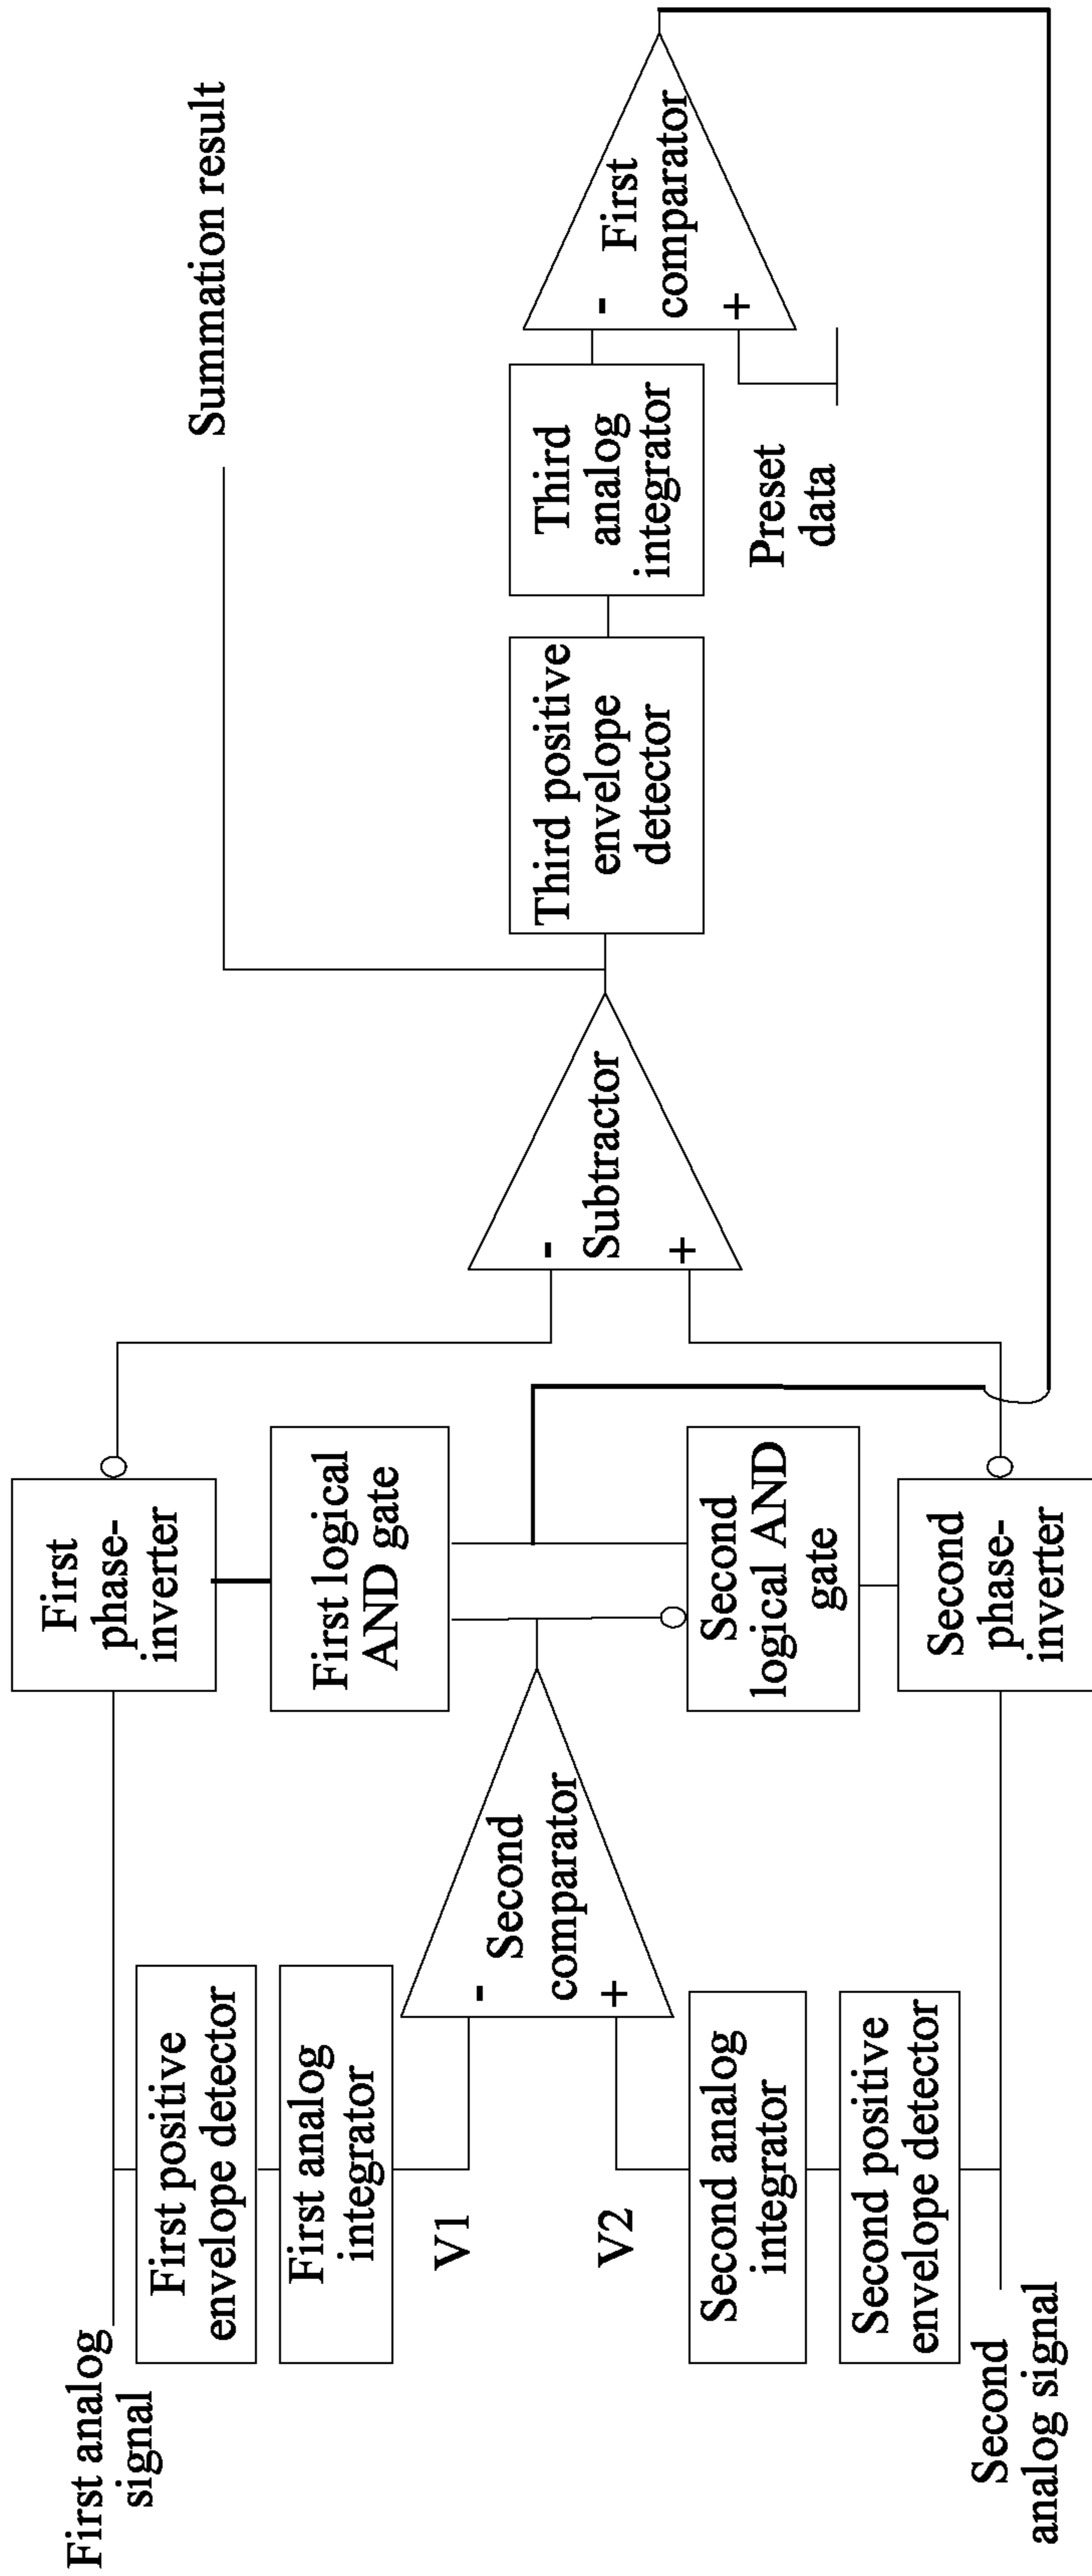 First analog
signal
First positive
envelope detector
First analog
integrator
V1
V2
Second analog
integrator
Second positive
envelope detector
Second
analog signal
-
Second
comparator
+
First
phase-
inverter
First logical
AND gate
Second
logical AND
gate
Second
phase-
inverter
-
Subtractor
+
Summation result
Third positive
envelope
detector
Third
analog
integrator
Preset
data
-
First
comparator
+